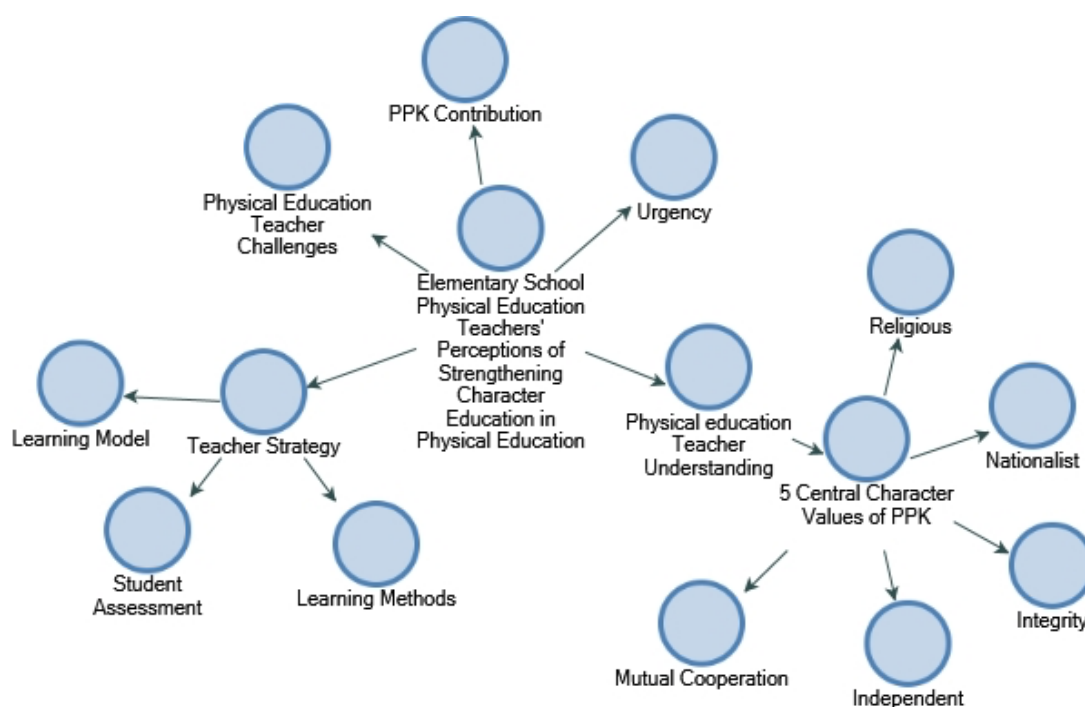 PPK Contribution
Physical Education
Teacher
Challenges
Urgency
Elementary School
Physical Education
Teachers'
Perceptions of
Strengthening
Character
Education in
Physical Education
Religious
Learning Model
Teacher Strategy
Physical education
Teacher
Understanding
Nationalist
5 Central Character
Values of PPK
Student
Assessment
Learning Methods
Integrity
Mutual Cooperation
Independent